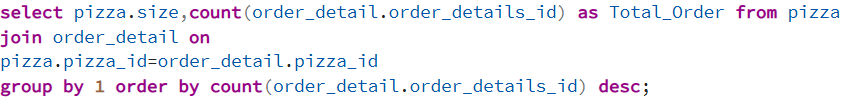 select pizza.size,count(order_detail.order_details_id) as Total_Order from pizza
join order_detail on
pizza.pizza_id=order_detail.pizza_id
group by 1 order by count(order_detail.order_details_id) desc;